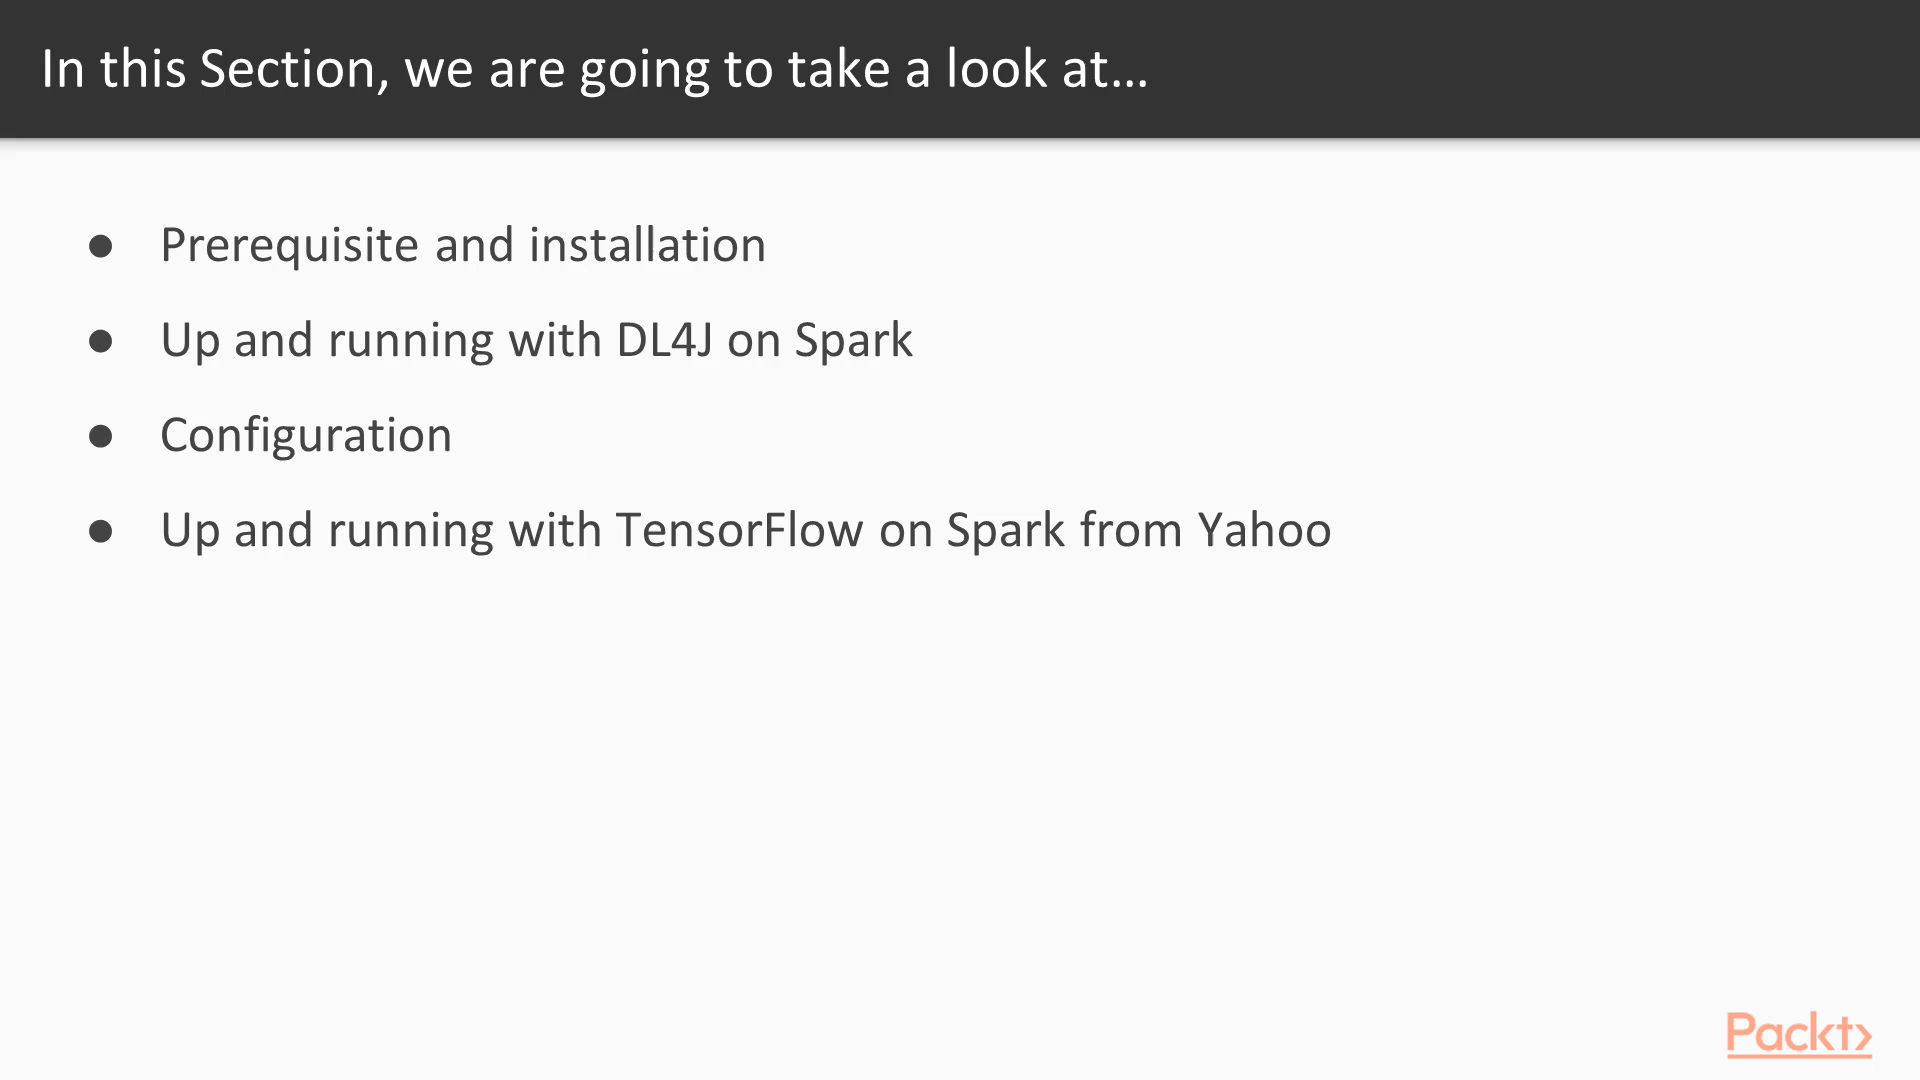 In this Section, we are going to take a look at...
● Prerequisite and installation
● Up and running with DL4J on Spark
● Configuration
● Up and running with TensorFlow on Spark from Yahoo
Packt>